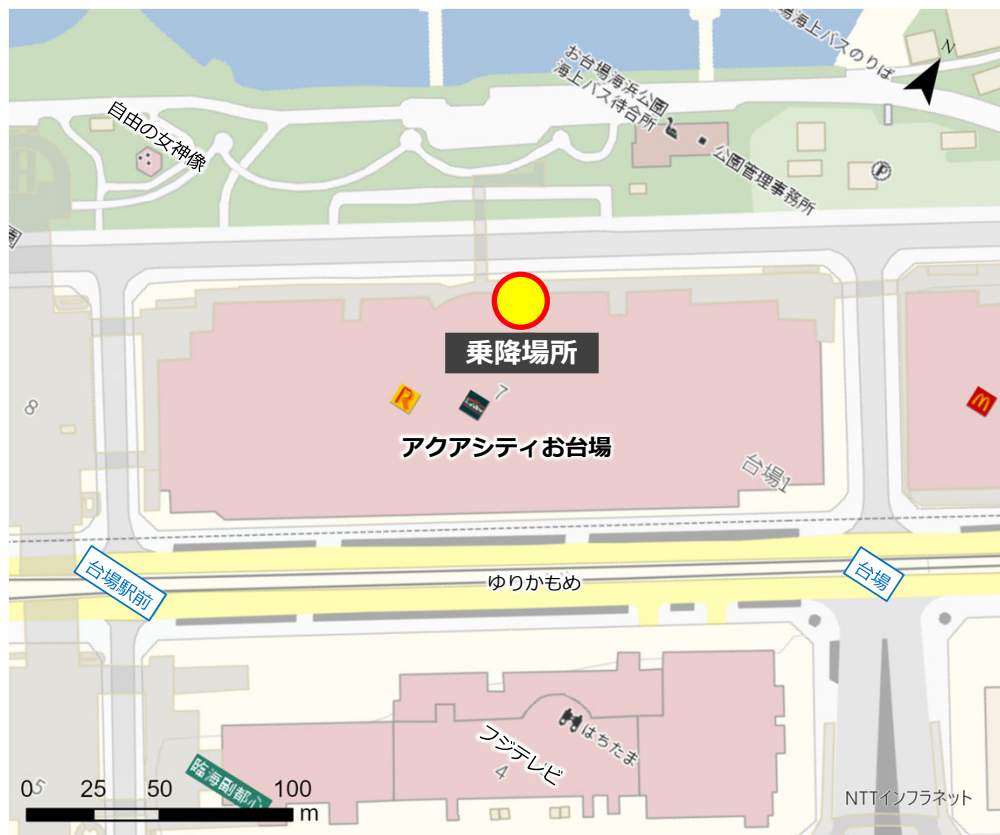 海上バスのりば
N
お台場海浜公園
海上バス待合所
自由の女神像
公園管理事務所
P
園
乗降場所
R
7
8
アクアシティお台場
台場1
台場駅前
台場
ゆりかもめ
はちたま
フジテレビ
4
臨海副都心
5
0 25 50 100
m
NTTインフラネット